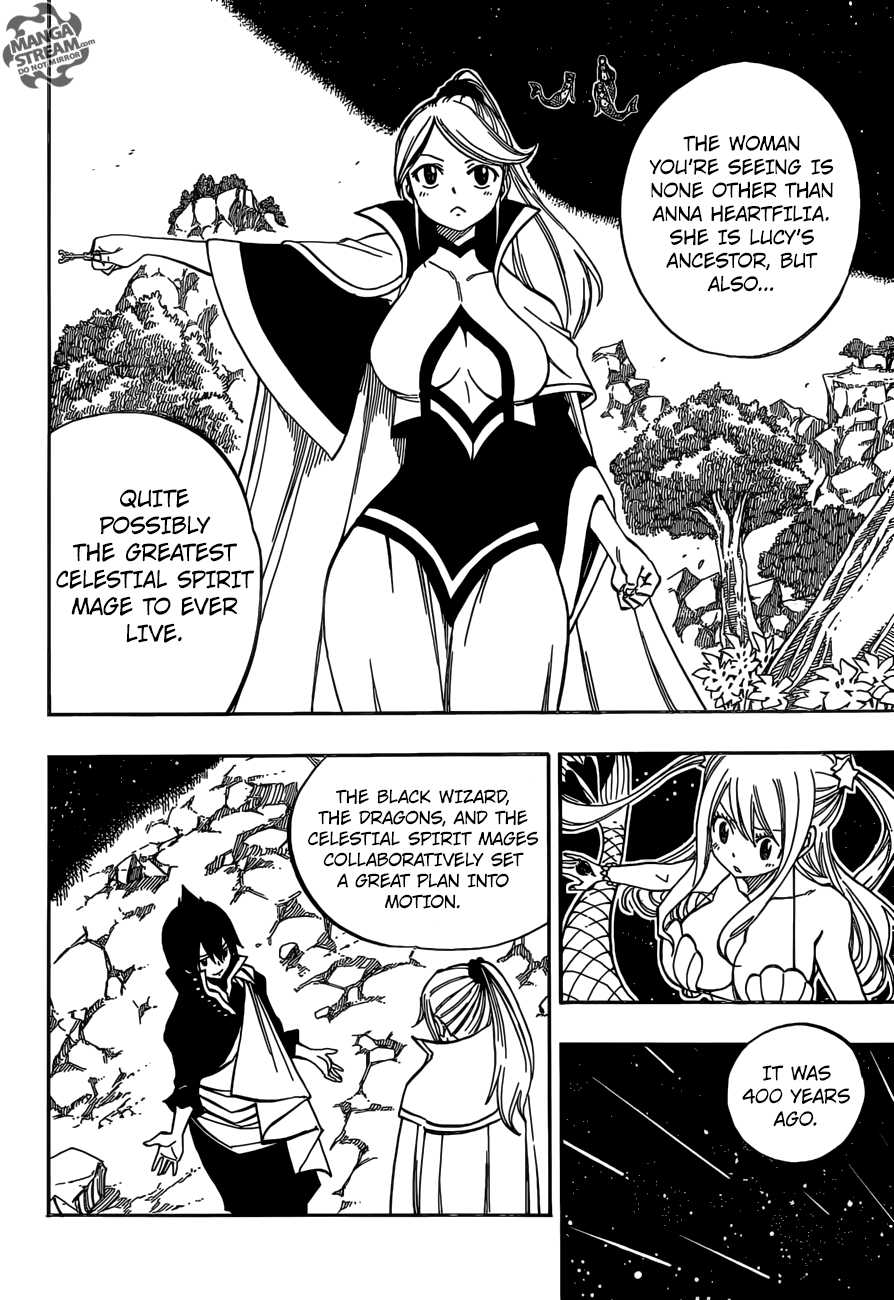 MANGA
STREAM.com
DO NOT MIRROR
THE WOMAN
YOU'RE SEEING IS
NONE OTHER THAN
ANNA HEARTFILIA.
SHE IS LUCY'S
ANCESTOR, BUT
ALSO...
QUITE
POSSIBLY
THE GREATEST
CELESTIAL SPIRIT
MAGE TO EVER
LIVE.
IT WAS
400 YEARS
AGO.
THE BLACK WIZARD,
THE DRAGONS, AND THE
CELESTIAL SPIRIT MAGES
COLLABORATIVELY SET
A GREAT PLAN INTO
MOTION.